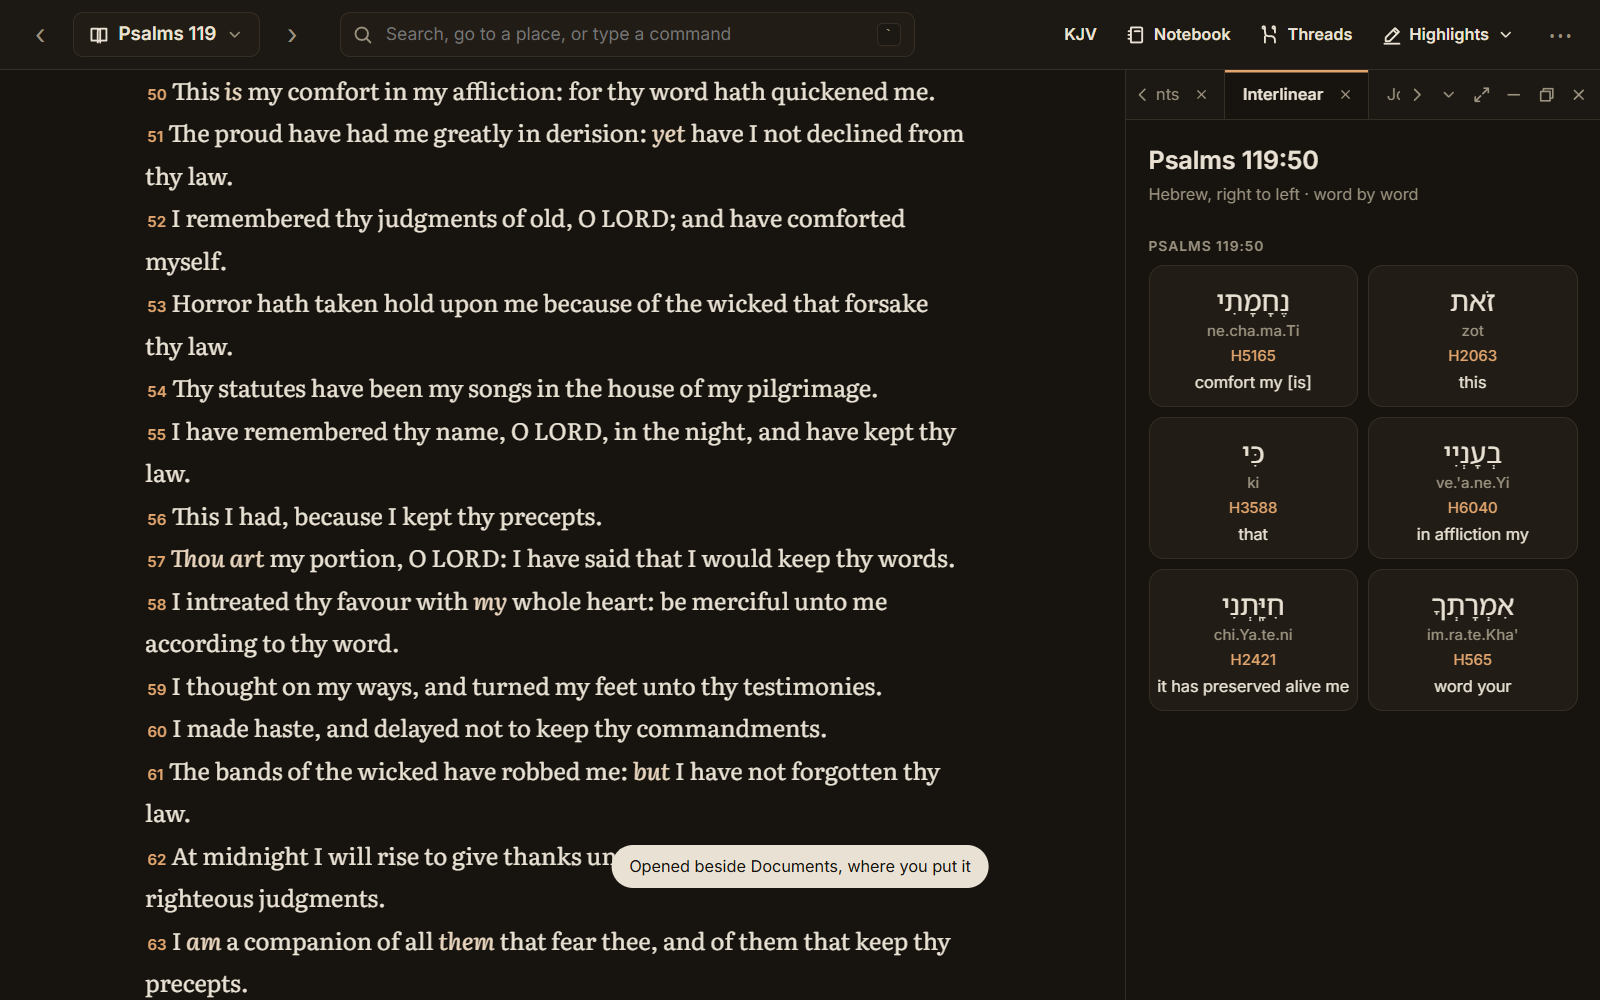 Psalms 119
Search, go to a place, or type a command
`
KJV
Notebook
Threads
Highlights
50 This is my comfort in my affliction: for thy word hath quickened me.
51 The proud have had me greatly in derision: yet have I not declined from
thy law.
52 I remembered thy judgments of old, O LORD; and have comforted
myself.
53 Horror hath taken hold upon me because of the wicked that forsake
thy law.
54 Thy statutes have been my songs in the house of my pilgrimage.
55 I have remembered thy name, O LORD, in the night, and have kept thy
law.
56 This I had, because I kept thy precepts.
57 Thou art my portion, O LORD: I have said that I would keep thy words.
58 I intreated thy favour with my whole heart: be merciful unto me
according to thy word.
59 I thought on my ways, and turned my feet unto thy testimonies.
60 I made haste, and delayed not to keep thy commandments.
61 The bands of the wicked have robbed me: but I have not forgotten thy
law.
62 At midnight I will rise to give thanks
righteous judgments.
63 I am a companion of all them that fear thee, and of them that keep thy
precepts.
Opened beside Documents, where you put it
nts
Interlinear
Psalms 119:50
Hebrew, right to left · word by word
PSALMS 119:50
זֹאת
zot
H2063
this
נֶחָמָתִי
ne.cha.ma.Ti
H5165
comfort my [is]
בְעָנְיִי
ve.'a.ne.Yi
H6040
in affliction my
כִּי
ki
H3588
that
אִמְרָתְךָ
im.ra.te.Kha'
H565
word your
חִיָּתְנִי
chi.Ya.te.ni
H2421
it has preserved alive me